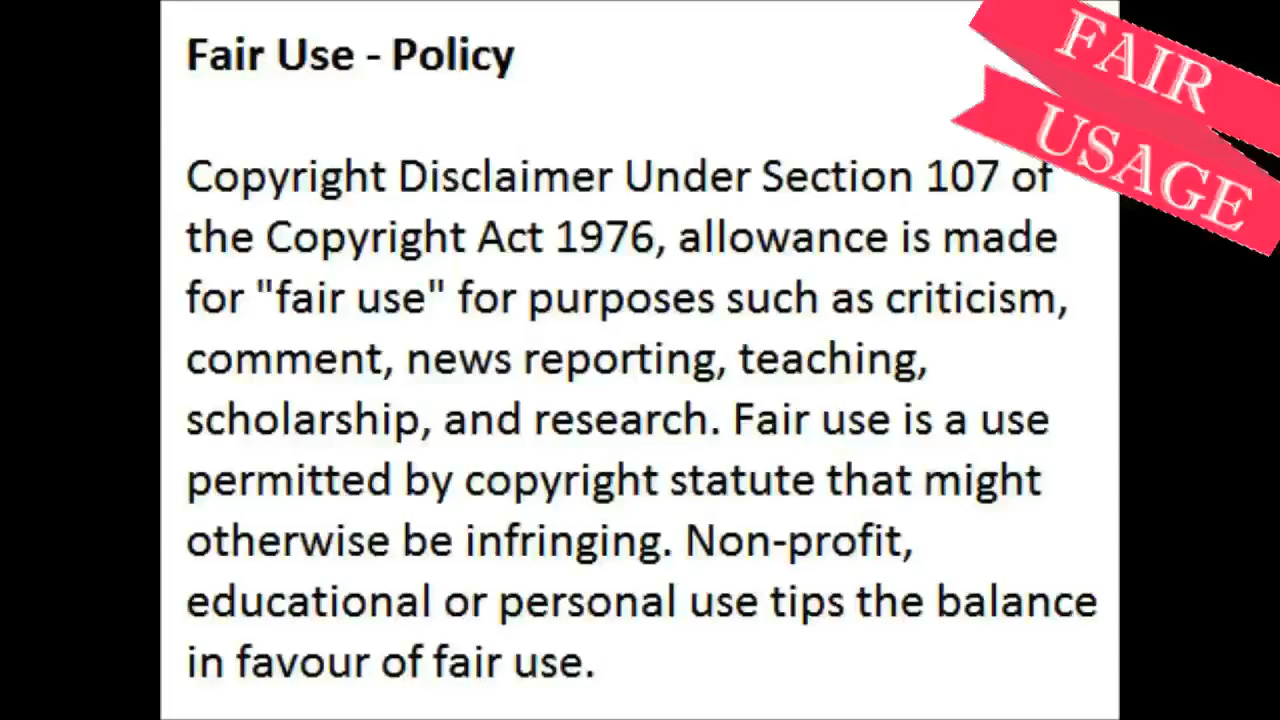 Fair Use - Policy
FAIR
USAGE
Copyright Disclaimer Under Section 107 of
the Copyright Act 1976, allowance is made
for "fair use" for purposes such as criticism,
comment, news reporting, teaching,
scholarship, and research. Fair use is a use
permitted by copyright statute that might
otherwise be infringing. Non-profit,
educational or personal use tips the balance
in favour of fair use.